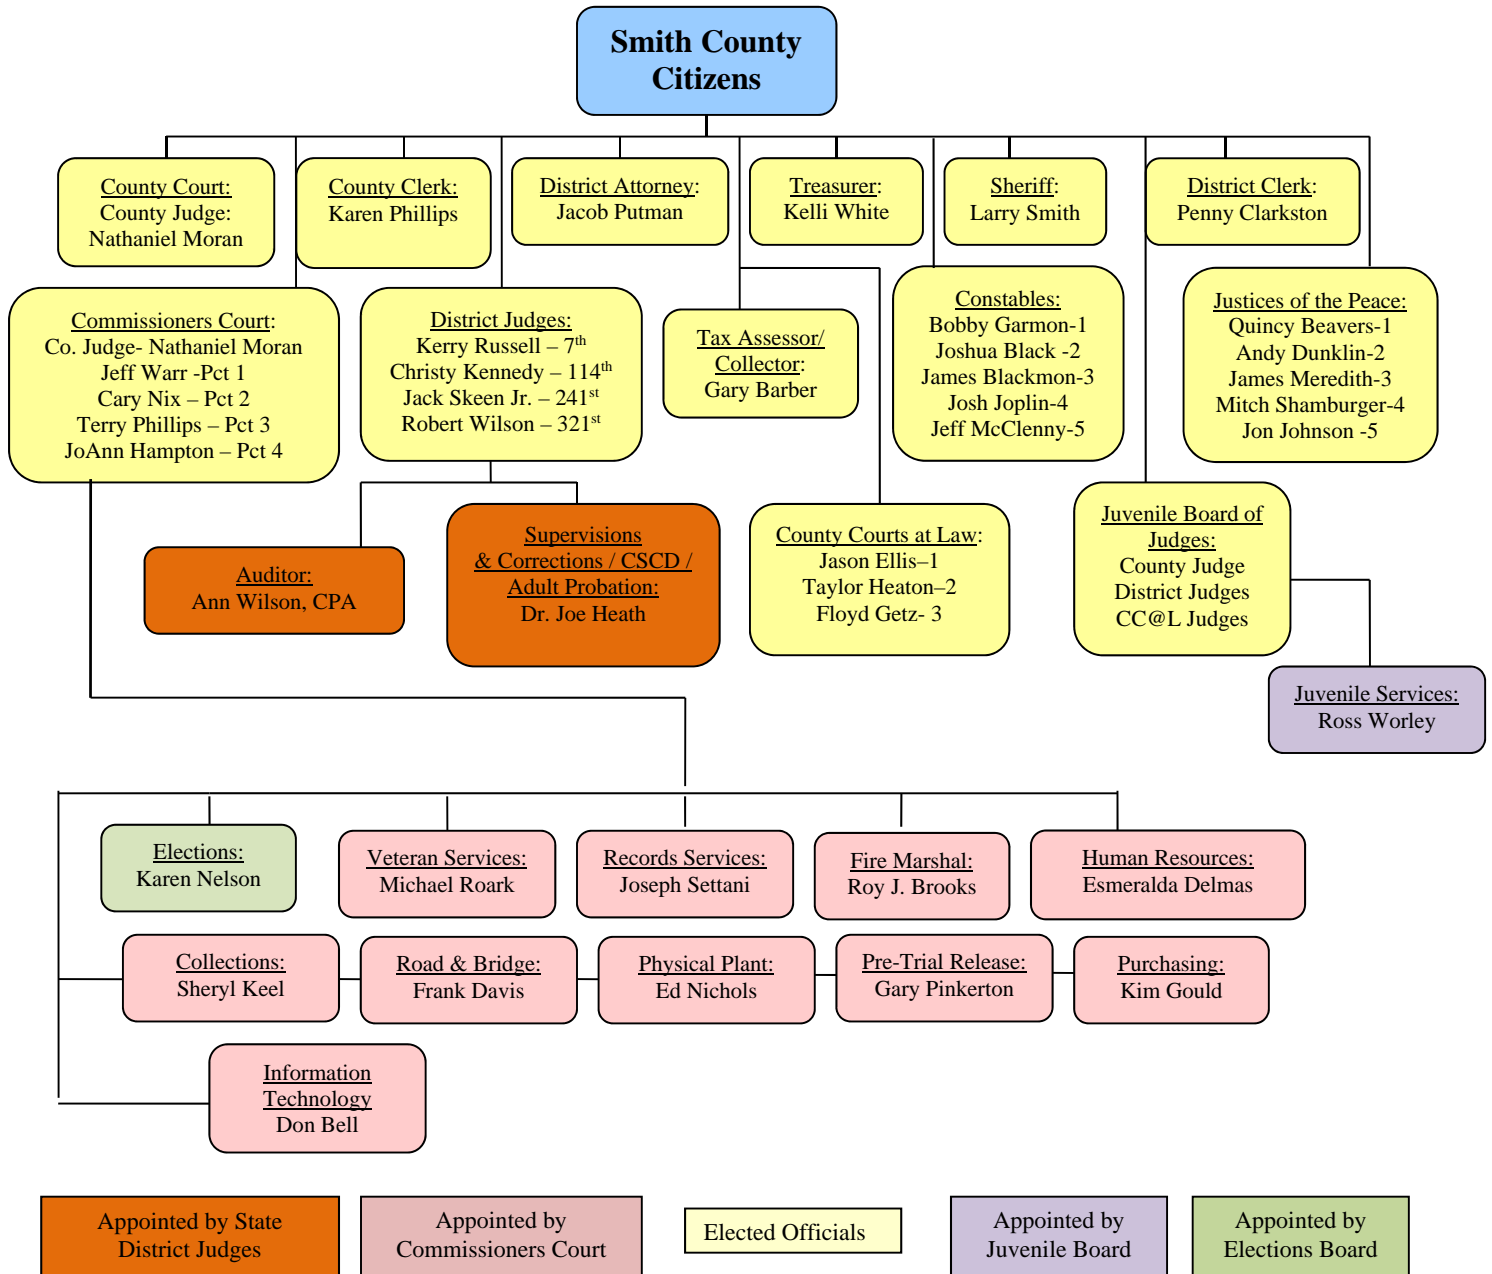 Smith County
Citizens
County Court:
County Judge:
Nathaniel Moran
County Clerk:
Karen Phillips
District Attorney:
Jacob Putman
Treasurer:
Kelli White
Sheriff:
Larry Smith
District Clerk:
Penny Clarkston
Commissioners Court:
Co. Judge- Nathaniel Moran
Jeff Warr -Pct 1
Cary Nix – Pct 2
Terry Phillips – Pct 3
JoAnn Hampton – Pct 4
District Judges:
Kerry Russell – 7th
Christy Kennedy – 114th
Jack Skeen Jr. – 241st
Robert Wilson – 321st
Tax Assessor/
Collector:
Gary Barber
Constables:
Bobby Garmon-1
Joshua Black -2
James Blackmon-3
Josh Joplin-4
Jeff McClenny-5
Justices of the Peace:
Quincy Beavers-1
Andy Dunklin-2
James Meredith-3
Mitch Shamburger-4
Jon Johnson -5
Auditor:
Ann Wilson, CPA
Supervisions
& Corrections / CSCD /
Adult Probation:
Dr. Joe Heath
County Courts at Law:
Jason Ellis–1
Taylor Heaton–2
Floyd Getz- 3
Juvenile Board of
Judges:
County Judge
District Judges
CC@L Judges
Juvenile Services:
Ross Worley
Elections:
Karen Nelson
Veteran Services:
Michael Roark
Records Services:
Joseph Settani
Fire Marshal:
Roy J. Brooks
Human Resources:
Esmeralda Delmas
Collections:
Sheryl Keel
Road & Bridge:
Frank Davis
Physical Plant:
Ed Nichols
Pre-Trial Release:
Gary Pinkerton
Purchasing:
Kim Gould
Information
Technology
Don Bell
Appointed by State
District Judges
Appointed by
Commissioners Court
Elected Officials
Appointed by
Juvenile Board
Appointed by
Elections Board